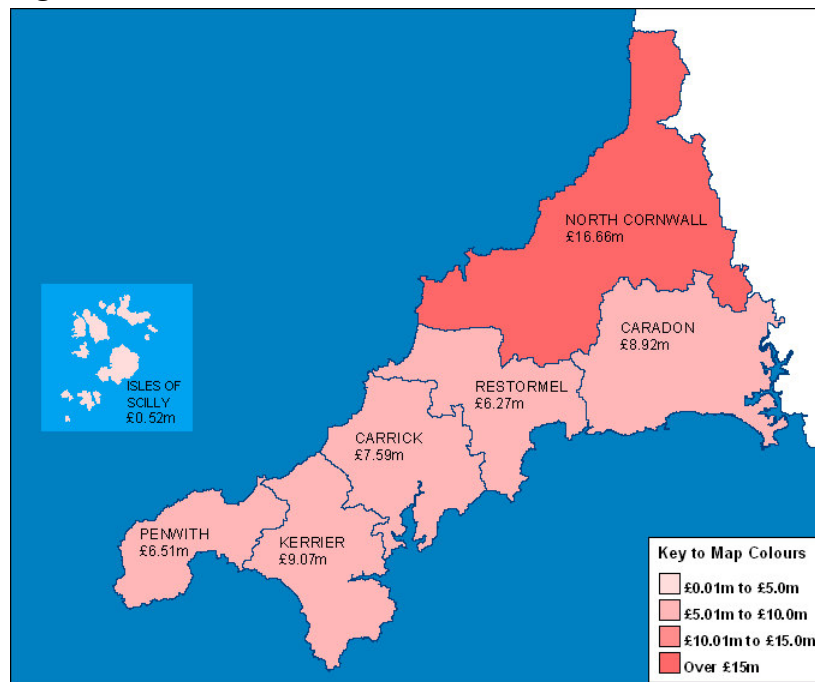 NORTH CORNWALL
£16.66m
CARADON
£8.92m
ISLES OF
SCILLY
£0.52m
RESTORMEL
£6.27m
CARRICK
£7.59m
PENWITH
£6.51m
KERRIER
£9.07m
Key to Map Colours
£0.01m to £5.0m
£5.01m to £10.0m
£10.01m to £15.0m
Over £15m